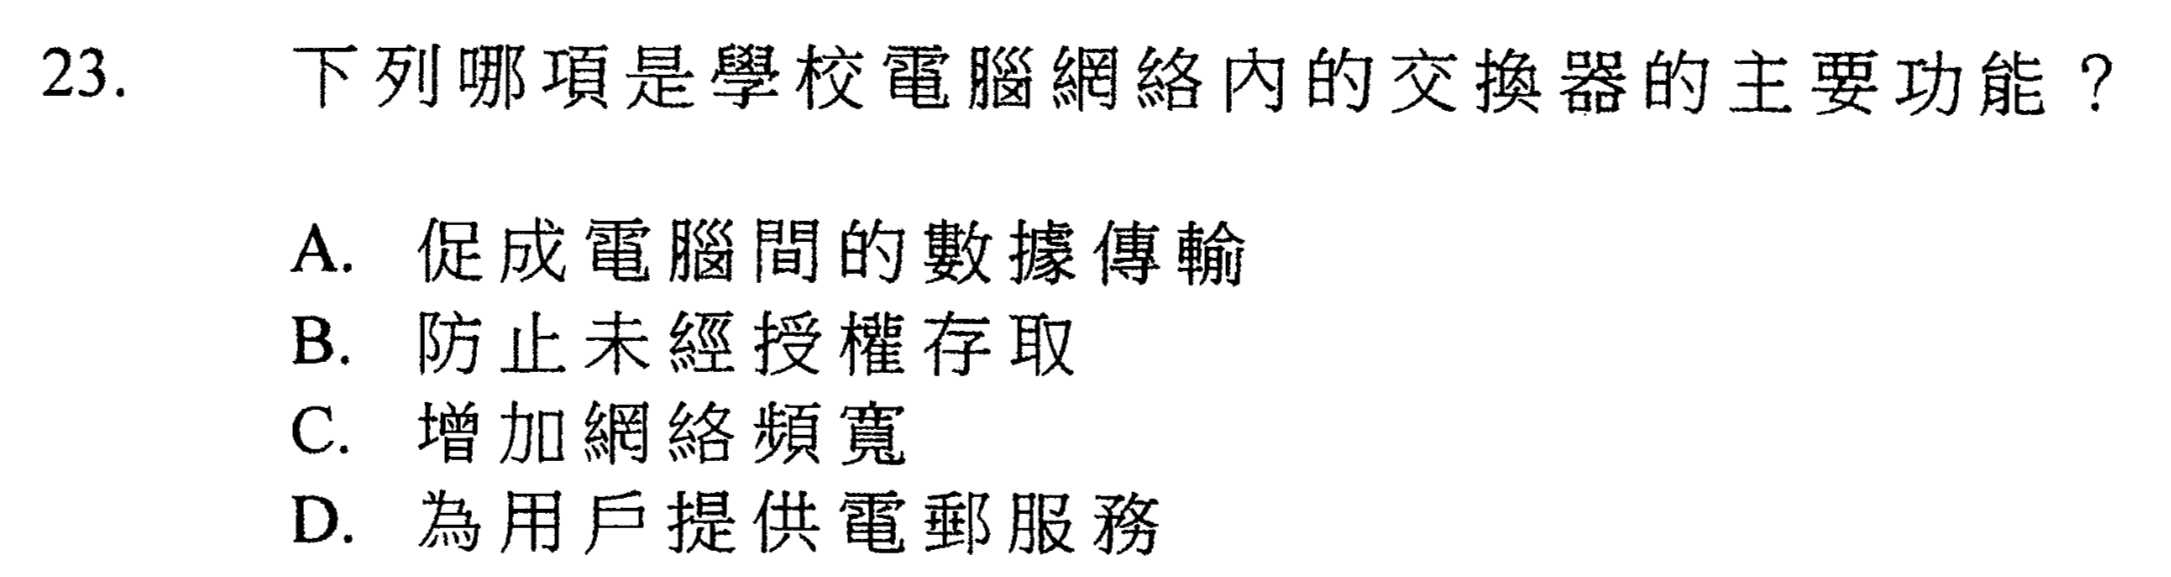 23. 下列哪項是學校電腦網絡內的交換器的主要功能？
A. 促成電腦間的數據傳輸
B. 防止未經授權存取
C. 增加網絡頻寬
D. 為用戶提供電郵服務